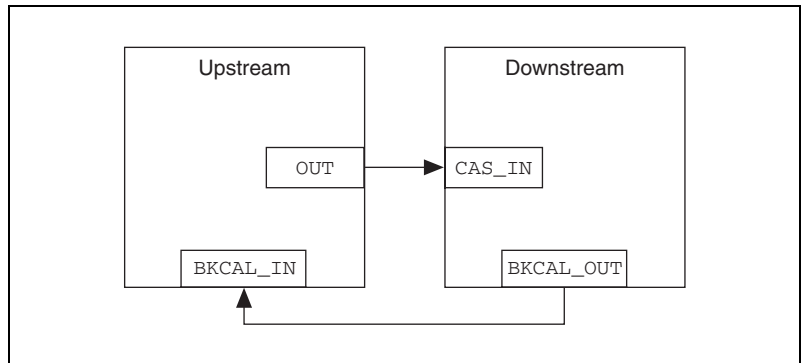 Upstream
Downstream
OUT
CAS_IN
BKCAL_IN
BKCAL_OUT